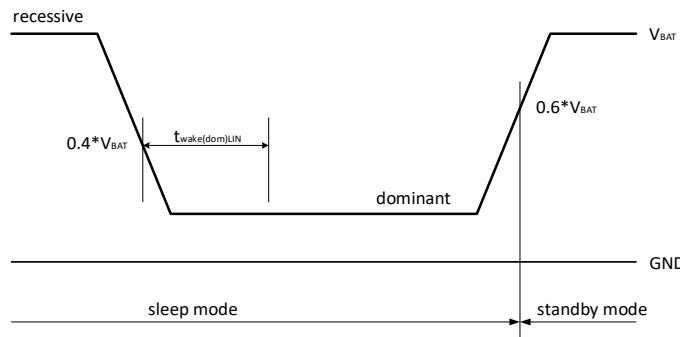 recessive
VBAT
0.4*VBAT
twake(dom)LIN
0.6*VBAT
dominant
GND
sleep mode
standby mode